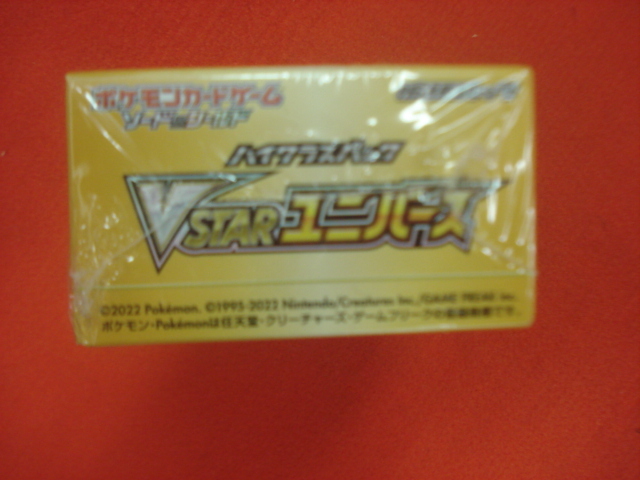 ポケモンカードゲーム
ソード&シールド
ハイクラスパック
VSTARユニバース
©2022 Pokémon. ©1995-2022 Nintendo/Creatures Inc./GAME FREAK inc.
ポケモン・Pokémonは任天堂・クリーチャーズ・ゲームフリークの登録商標です。